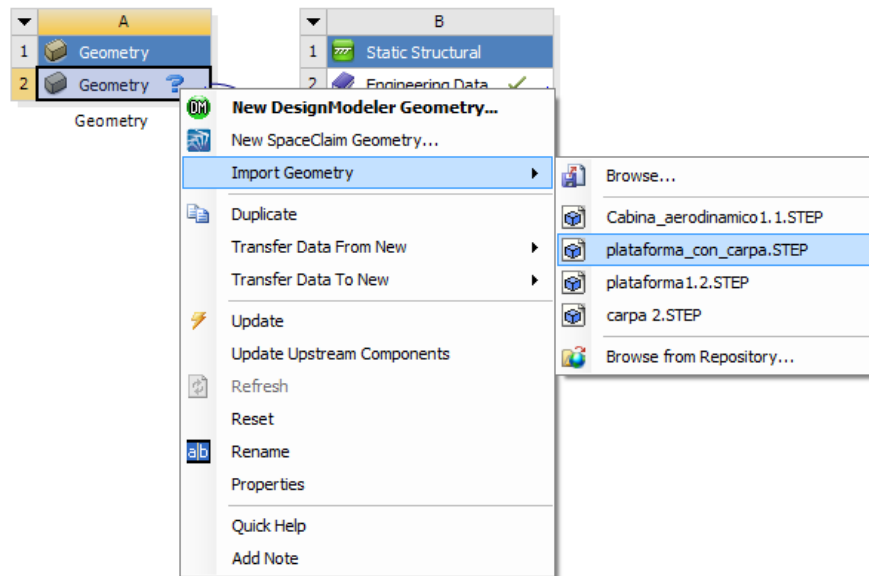 A
1 Geometry
2 Geometry ?
Geometry
B
1 Static Structural
2 Engineering Data
DM New DesignModeler Geometry...
New SpaceClaim Geometry...
Import Geometry
Duplicate
Transfer Data From New
Transfer Data To New
Update
Update Upstream Components
Refresh
Reset
a|b Rename
Properties
Quick Help
Add Note
Browse...
Cabina_aerodinamico1.1.STEP
plataforma_con_carpa.STEP
plataforma1.2.STEP
carpa 2.STEP
Browse from Repository...